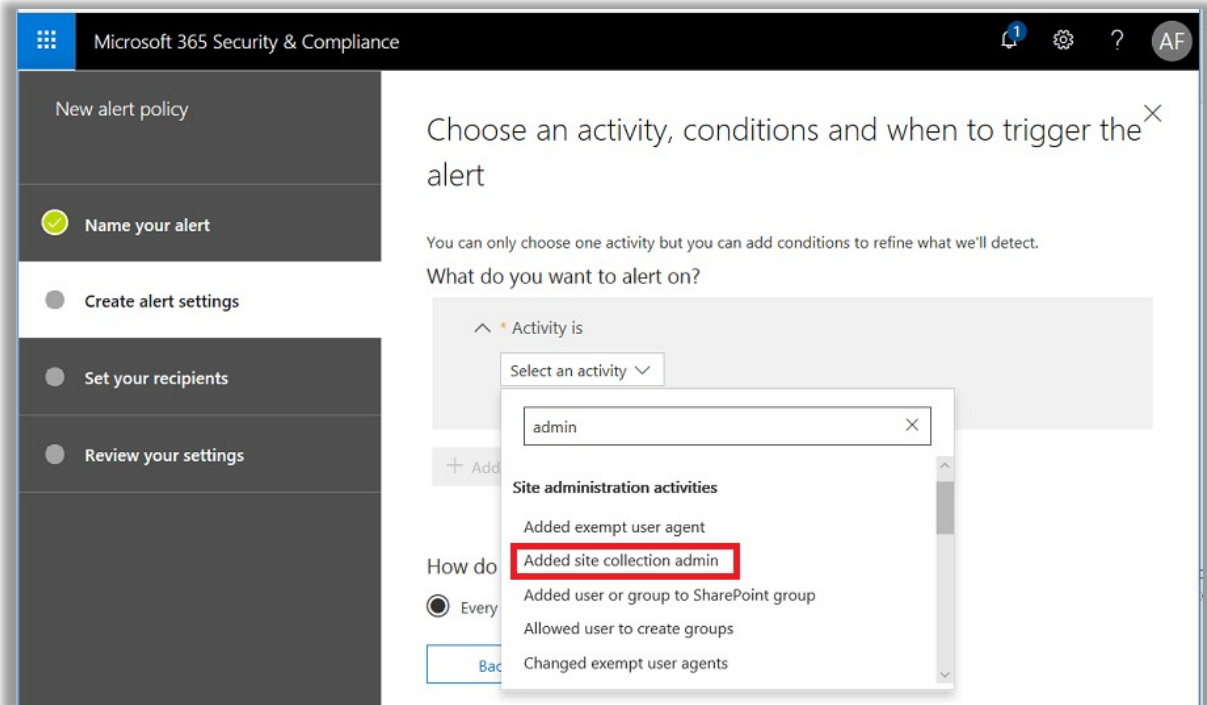 Microsoft 365 Security & Compliance
1
?
AF
New alert policy
Name your alert
Create alert settings
Set your recipients
Review your settings
Choose an activity, conditions and when to trigger the
alert
You can only choose one activity but you can add conditions to refine what we'll detect.
What do you want to alert on?
* Activity is
Select an activity
admin
+ Add
Site administration activities
Added exempt user agent
Added site collection admin
Added user or group to SharePoint group
Allowed user to create groups
Changed exempt user agents
How do
Every